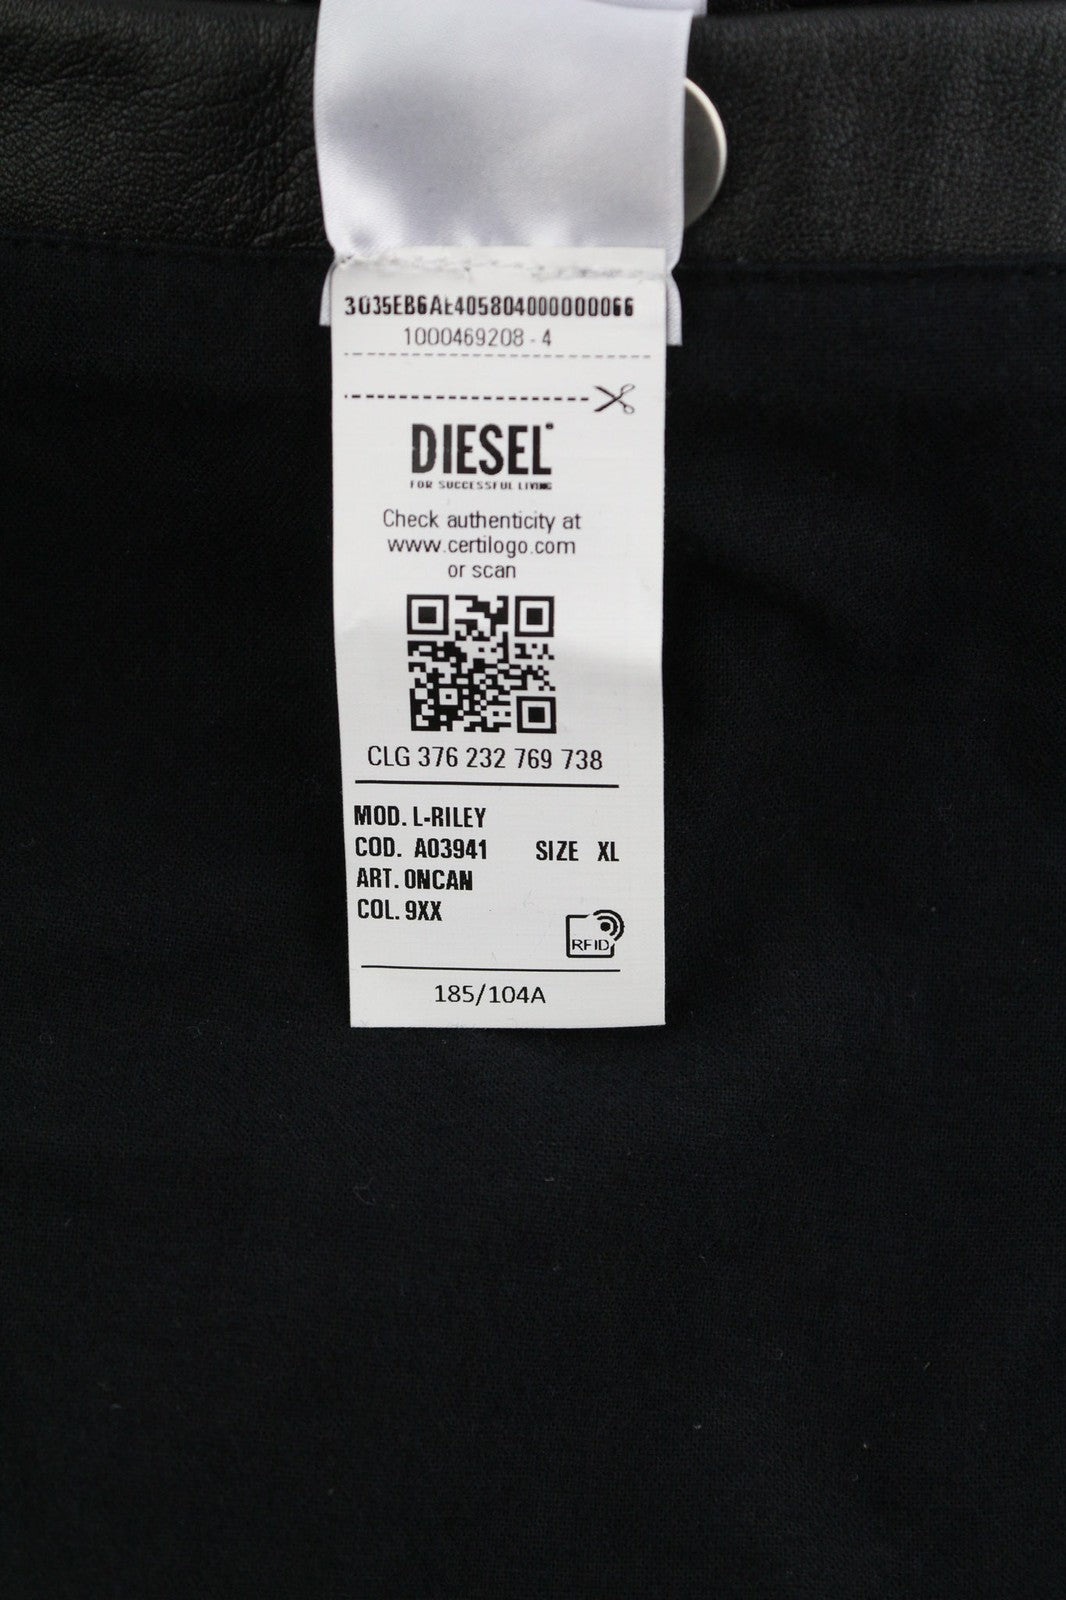 3035EB6AE405804000000066
1000469208 - 4
DIESEL
FOR SUCCESSFUL LIVING
Check authenticity at
www.certilogo.com
or scan
CLG 376 232 769 738
MOD. L-RILEY
COD. A03941 SIZE XL
ART. 0NCAN
COL. 9XX
RFID
185/104A